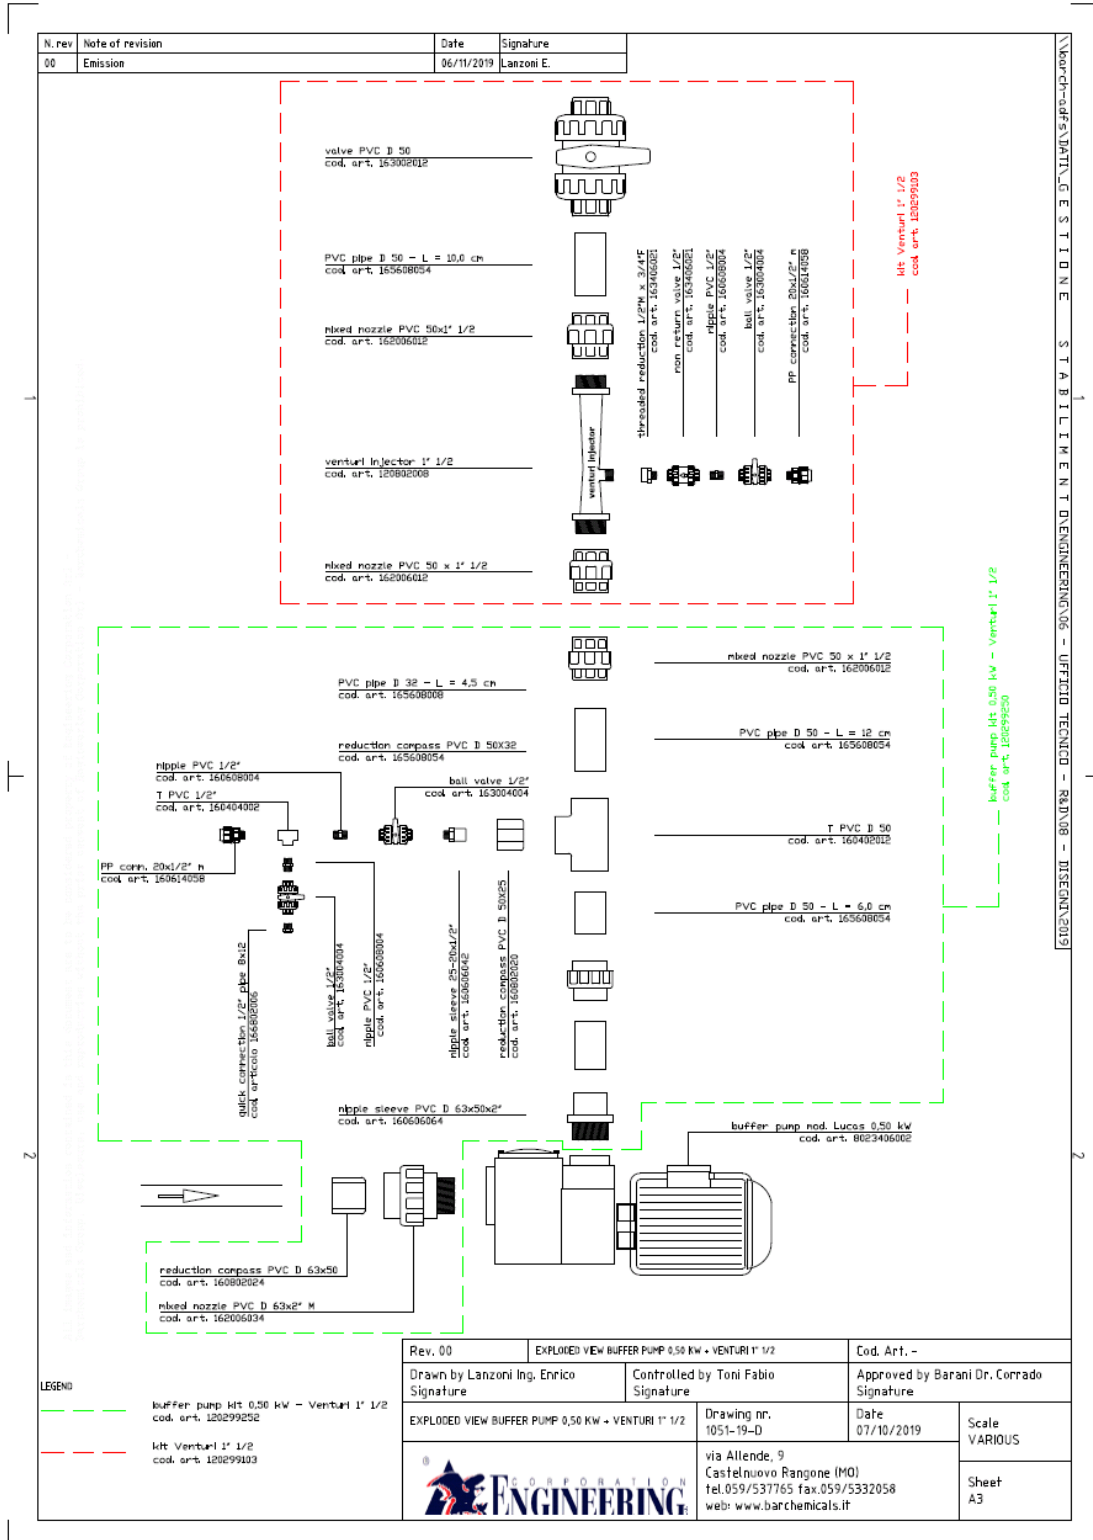 N. rev Note of revision Date Signature
00 Emission 06/11/2019 Lanzoni E.
valve PVC D 50
cod. art. 163002012
PVC pipe D 50 - L = 10,0 cm
cod. art. 165608054
mixed nozzle PVC 50x1" 1/2
cod. art. 162006012
venturi injector 1" 1/2
cod. art. 120802008
mixed nozzle PVC 50 x 1" 1/2
cod. art. 162006012
venturi injector
threaded reduction 1/2"M x 3/4"F
cod. art. 163406021
non return valve 1/2"
cod. art. 163406021
nipple PVC 1/2"
cod. art. 160608004
ball valve 1/2"
cod. art. 163004004
PP connection 20x1/2" m
cod. art. 160614058
kit Venturi 1" 1/2
cod. art. 120299103
\\barch-adfs\DATI\_GESTIONE STABILIMENTO\ENGINEERING\06 - UFFICIO TECNICO - R&D\08 - DISEGNI\2019
1
1
mixed nozzle PVC 50 x 1" 1/2
cod. art. 162006012
PVC pipe D 32 - L = 4,5 cm
cod. art. 165608008
PVC pipe D 50 - L = 12 cm
cod. art. 165608054
reduction compass PVC D 50X32
cod. art. 165608054
nipple PVC 1/2"
cod. art. 160608004
ball valve 1/2"
cod. art. 163004004
T PVC 1/2"
cod. art. 160404002
T PVC D 50
cod. art. 160402012
PP conn. 20x1/2" m
cod. art. 160614058
PVC pipe D 50 - L = 6,0 cm
cod. art. 165608054
quick connection 1/2" pipe 8x12
cod. articolo 166802006
ball valve 1/2"
cod. art. 163004004
nipple PVC 1/2"
cod. art. 160608004
nipple sleeve 25-20x1/2"
cod. art. 160606042
reduction compass PVC D 50X25
cod. art. 160802020
buffer pump kit 0,50 kW - Venturi 1" 1/2
cod. art. 120299250
nipple sleeve PVC D 63x50x2"
cod. art. 160606064
buffer pump mod. Lucas 0,50 kW
cod. art. 8023406002
2
2
reduction compass PVC D 63x50
cod. art. 160802024
mixed nozzle PVC D 63x2" M
cod. art. 162006034
LEGEND
buffer pump kit 0,50 kW - Venturi 1" 1/2
cod. art. 120299252
kit Venturi 1" 1/2
cod. art. 120299103
Rev. 00 EXPLODED VIEW BUFFER PUMP 0,50 KW + VENTURI 1" 1/2 Cod. Art. -
Drawn by Lanzoni Ing. Enrico Controlled by Toni Fabio Approved by Barani Dr. Corrado
Signature Signature Signature
EXPLODED VIEW BUFFER PUMP 0,50 KW + VENTURI 1" 1/2
Drawing nr.
1051-19-D
Date
07/10/2019
Scale
VARIOUS
® CORPORATION
ENGINEERING
via Allende, 9
Castelnuovo Rangone (MO)
tel.059/537765 fax.059/5332058
web: www.barchemicals.it
Sheet
A3